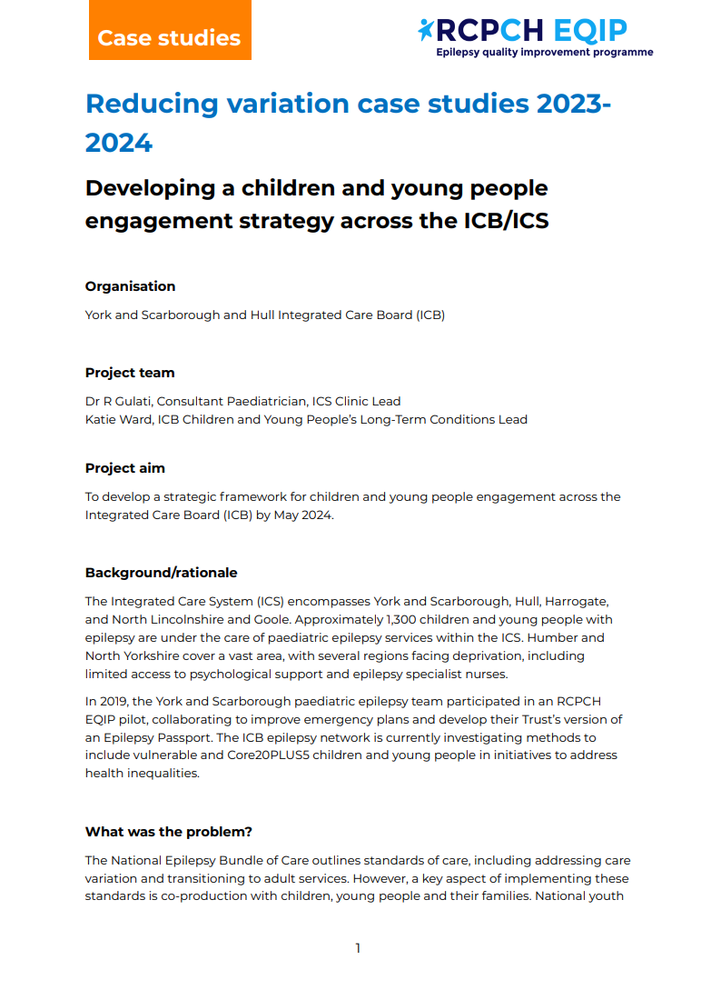 Case studies
RCPCH EQIP
Epilepsy quality improvement programme
Reducing variation case studies 2023-
2024
Developing a children and young people
engagement strategy across the ICB/ICS
Organisation
York and Scarborough and Hull Integrated Care Board (ICB)
Project team
Dr R Gulati, Consultant Paediatrician, ICS Clinic Lead
Katie Ward, ICB Children and Young People’s Long-Term Conditions Lead
Project aim
To develop a strategic framework for children and young people engagement across the
Integrated Care Board (ICB) by May 2024.
Background/rationale
The Integrated Care System (ICS) encompasses York and Scarborough, Hull, Harrogate,
and North Lincolnshire and Goole. Approximately 1,300 children and young people with
epilepsy are under the care of paediatric epilepsy services within the ICS. Humber and
North Yorkshire cover a vast area, with several regions facing deprivation, including
limited access to psychological support and epilepsy specialist nurses.
In 2019, the York and Scarborough paediatric epilepsy team participated in an RCPCH
EQIP pilot, collaborating to improve emergency plans and develop their Trust’s version of
an Epilepsy Passport. The ICB epilepsy network is currently investigating methods to
include vulnerable and Core20PLUS5 children and young people in initiatives to address
health inequalities.
What was the problem?
The National Epilepsy Bundle of Care outlines standards of care, including addressing care
variation and transitioning to adult services. However, a key aspect of implementing these
standards is co-production with children, young people and their families. National youth
1